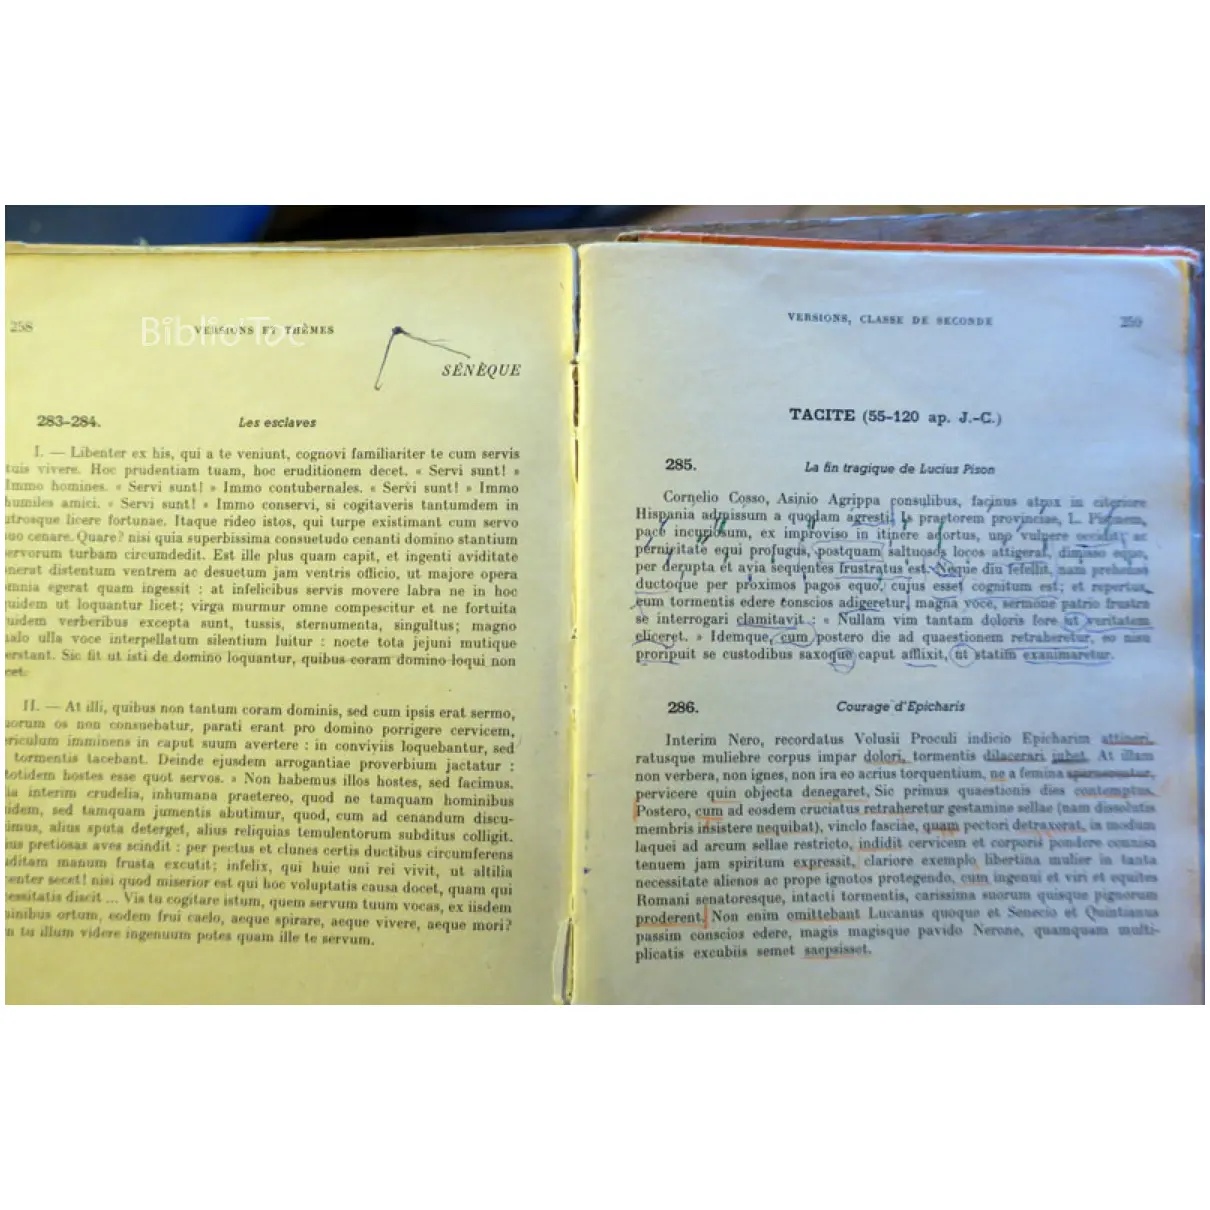 258
VERSIONS ET THÈMES
BiblioToc
SÉNÈQUE
283-284. Les esclaves
I. — Libenter ex his, qui a te veniunt, cognovi familiariter te cum servis
tuis vivere. Hoc prudentiam tuam, hoc eruditionem decet. « Servi sunt! »
Immo homines. « Servi sunt! » Immo contubernales. « Servi sunt! » Immo
humiles amici. « Servi sunt! » Immo conservi, si cogitaveris tantumdem in
utrosque licere fortunae. Itaque rideo istos, qui turpe existimant cum servo
suo cenare. Quare? nisi quia superbissima consuetudo cenanti domino stantium
servorum turbam circumdedit. Est ille plus quam capit, et ingenti aviditate
onerat distentum ventrem ac desuetum jam ventris officio, ut majore opera
omnia egerat quam ingessit : at infelicibus servis movere labra ne in hoc
quidem ut loquantur licet; virga murmur omne compescitur et ne fortuita
quidem verberibus excepta sunt, tussis, sternumenta, singultus; magno
malo ulla voce interpellatum silentium luitur : nocte tota jejuni mutique
perstant. Sic fit ut isti de domino loquantur, quibus coram domino loqui non
licet.
II. — At illi, quibus non tantum coram dominis, sed cum ipsis erat sermo,
quorum os non consuebatur, parati erant pro domino porrigere cervicem,
periculum imminens in caput suum avertere : in conviviis loquebantur, sed
tormentis tacebant. Deinde ejusdem arrogantiae proverbium jactatur :
totidem hostes esse quot servos. » Non habemus illos hostes, sed facimus.
alia interim crudelia, inhumana praetereo, quod ne tamquam hominibus
quidem, sed tamquam jumentis abutimur, quod, cum ad cenandum discu-
buimus, alius sputa deterget, alius reliquias temulentorum subditus colligit.
Alius pretiosas aves scindit : per pectus et clunes certis ductibus circumferens
eruditam manum frusta excutit; infelix, qui huic uni rei vivit, ut altilia
decenter secet! nisi quod miserior est qui hoc voluptatis causa docet, quam qui
necessitatis discit ... Vis tu cogitare istum, quem servum tuum vocas, ex iisdem
seminibus ortum, eodem frui caelo, aeque spirare, aeque vivere, aeque mori?
tam tu illum videre ingenuum potes quam ille te servum.
VERSIONS, CLASSE DE SECONDE
259
TACITE (55-120 ap. J.-C.)
285. La fin tragique de Lucius Pison
Cornelio Cosso, Asinio Agrippa consulibus, facinus atrox in citeriore
Hispania admissum a quodam agresti. Is praetorem provinciae, L. Pisonem,
pace incuriosum, ex improviso in itinere adortus, uno vulnere occidit; ac
pernivitate equi profugus, postquam saltuosos locos attigerat, dimisso equo,
per derupta et avia sequentes frustratus est. Neque diu fefellit, nam prehenso
ductoque per proximos pagos equo, cujus esset cognitum est; et repertus,
cum tormentis edere conscios adigeretur, magna voce, sermone patrio frustra
se interrogari clamitavit : « Nullam vim tantam doloris fore ut veritatem
eliceret. » Idemque, cum postero die ad quaestionem retraheretur, eo nisu
proripuit se custodibus saxoque caput afflixit, ut statim exanimaretur.
286. Courage d'Epicharis
Interim Nero, recordatus Volusii Proculi indicio Epicharim attineri,
ratusque muliebre corpus impar dolori, tormentis dilacerari jubet. At illam
non verbera, non ignes, non ira eo acrius torquentium, ne a femina spernerentur,
pervicere quin objecta denegaret. Sic primus quaestionis dies contemptus.
Postero, cum ad eosdem cruciatus retraheretur gestamine sellae (nam dissolutis
membris insistere nequibat), vinclo fasciae, quam pectori detraxerat, in modum
laquei ad arcum sellae restricto, indidit cervicem et corporis pondere connisa
tenuem jam spiritum expressit, clariore exemplo libertina mulier in tanta
necessitate alienos ac prope ignotos protegendo, cum ingenui et viri et equites
Romani senatoresque, intacti tormentis, carissima suorum quisque pignorum
proderent. Non enim omittebant Lucanus quoque et Senecio et Quintianus
passim conscios edere, magis magisque pavido Nerone, quamquam multi-
plicatis excubiis semet saepsisset.